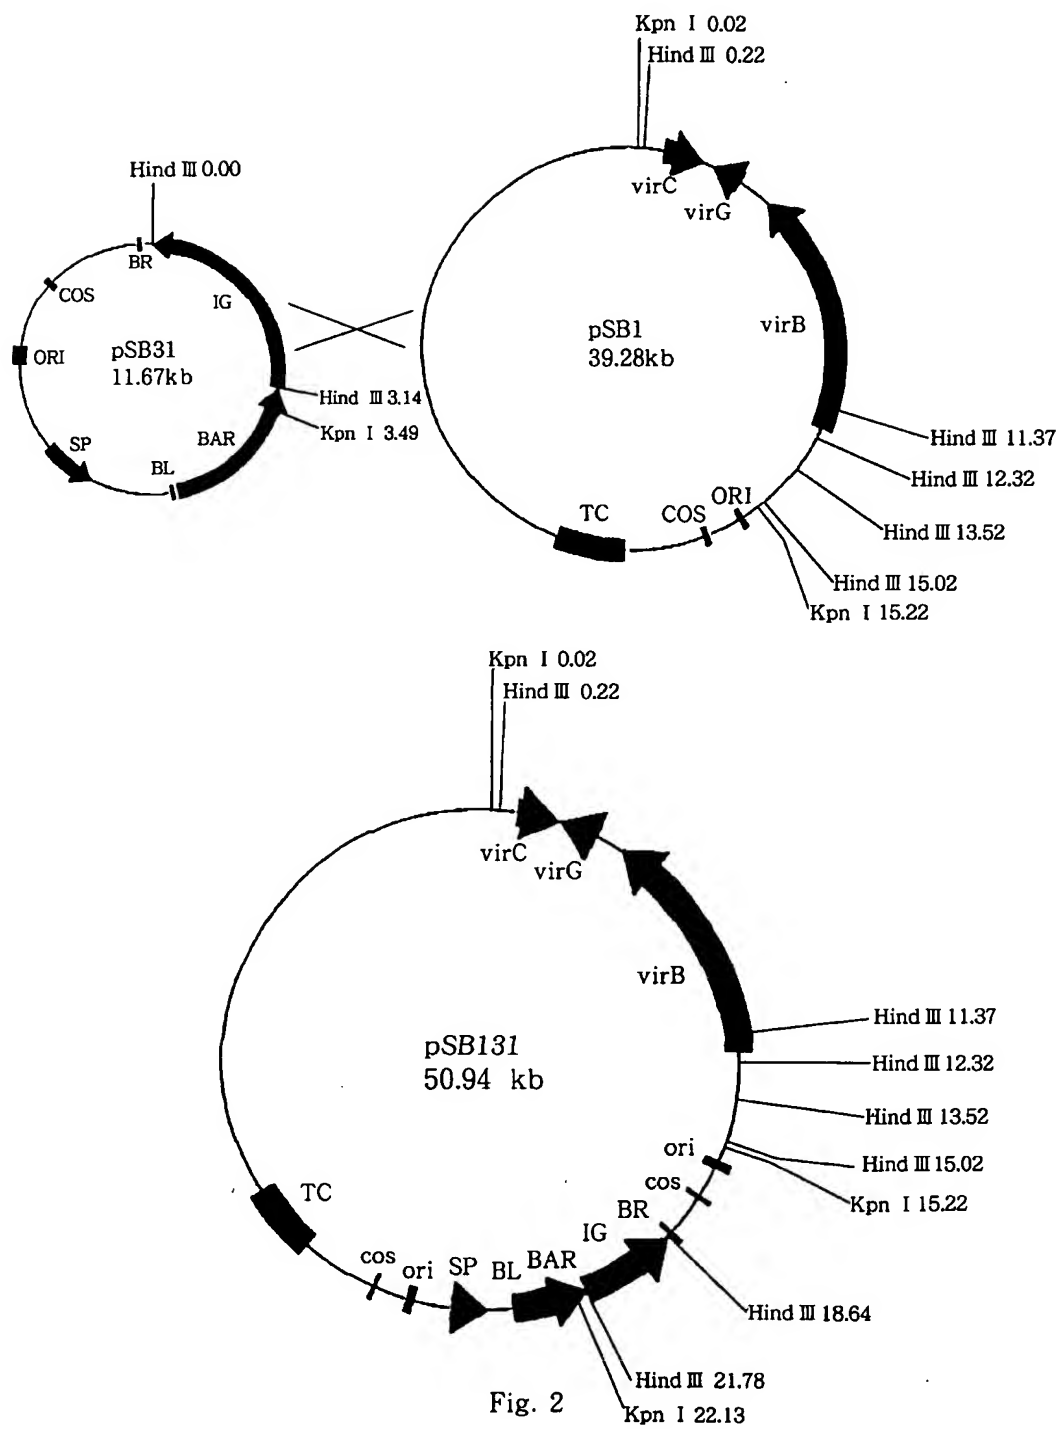 Kpn I 0.02
Hind III 0.22
virC
virG
virB
pSB1
39.28kb
Hind III 11.37
Hind III 12.32
Hind III 13.52
Hind III 15.02
Kpn I 15.22
ORI
COS
TC
Hind III 0.00
BR
COS
IG
ORI
pSB31
11.67kb
Hind III 3.14
Kpn I 3.49
BAR
SP
BL
Kpn I 0.02
Hind III 0.22
virC
virG
virB
pSB131
50.94 kb
Hind III 11.37
Hind III 12.32
Hind III 13.52
Hind III 15.02
Kpn I 15.22
ori
cos
BR
IG
BAR
BL
SP
ori
cos
TC
Hind III 18.64
Hind III 21.78
Kpn I 22.13
Fig. 2